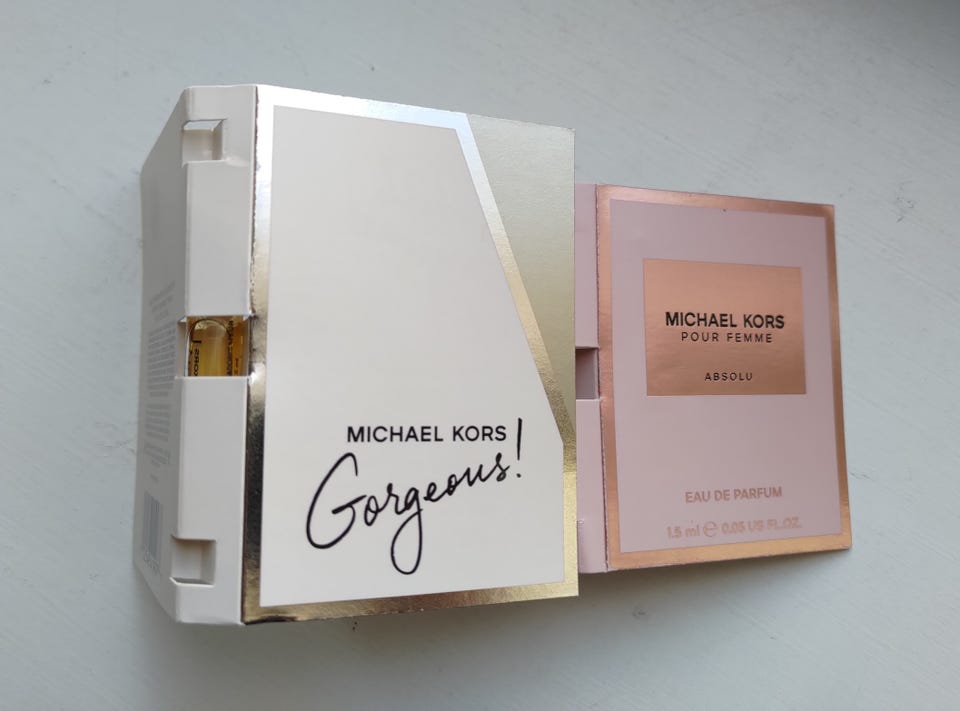 MICHAEL KORS
Gorgeous!
MICHAEL KORS
POUR FEMME
ABSOLU
EAU DE PARFUM
1.5 ml ℮ 0.05 US FL.OZ.